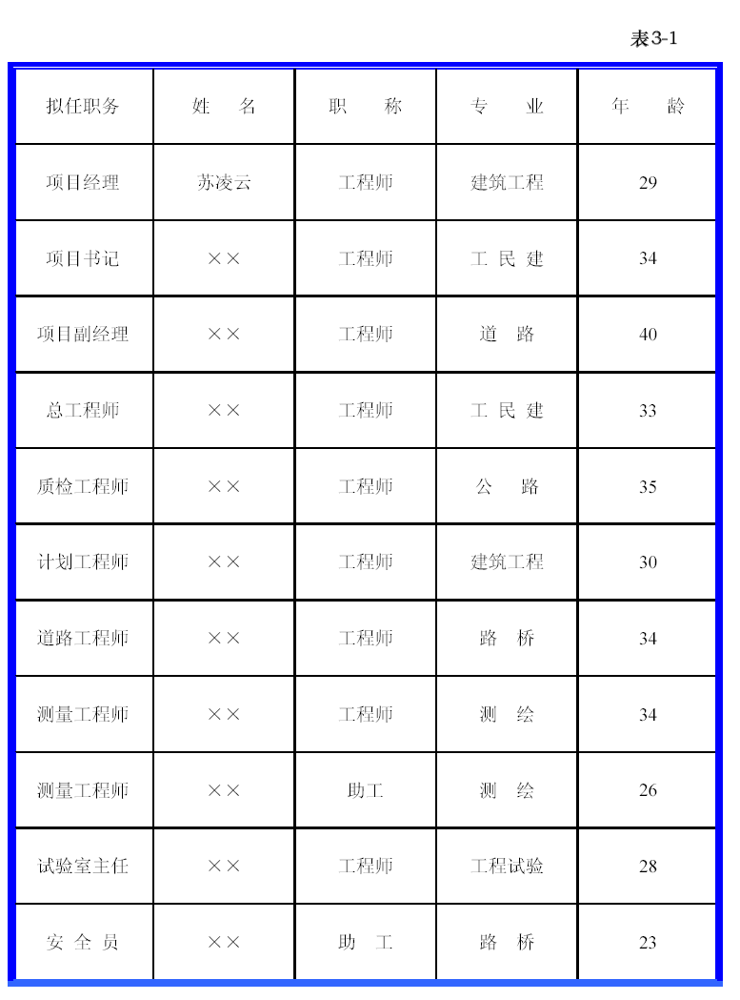 表3-1
拟任职务 姓 名 职 称 专 业 年 龄
项目经理 苏凌云 工程师 建筑工程 29
项目书记 ×× 工程师 工 民 建 34
项目副经理 ×× 工程师 道 路 40
总工程师 ×× 工程师 工 民 建 33
质检工程师 ×× 工程师 公 路 35
计划工程师 ×× 工程师 建筑工程 30
道路工程师 ×× 工程师 路 桥 34
测量工程师 ×× 工程师 测 绘 34
测量工程师 ×× 助工 测 绘 26
试验室主任 ×× 工程师 工程试验 28
安 全 员 ×× 助 工 路 桥 23